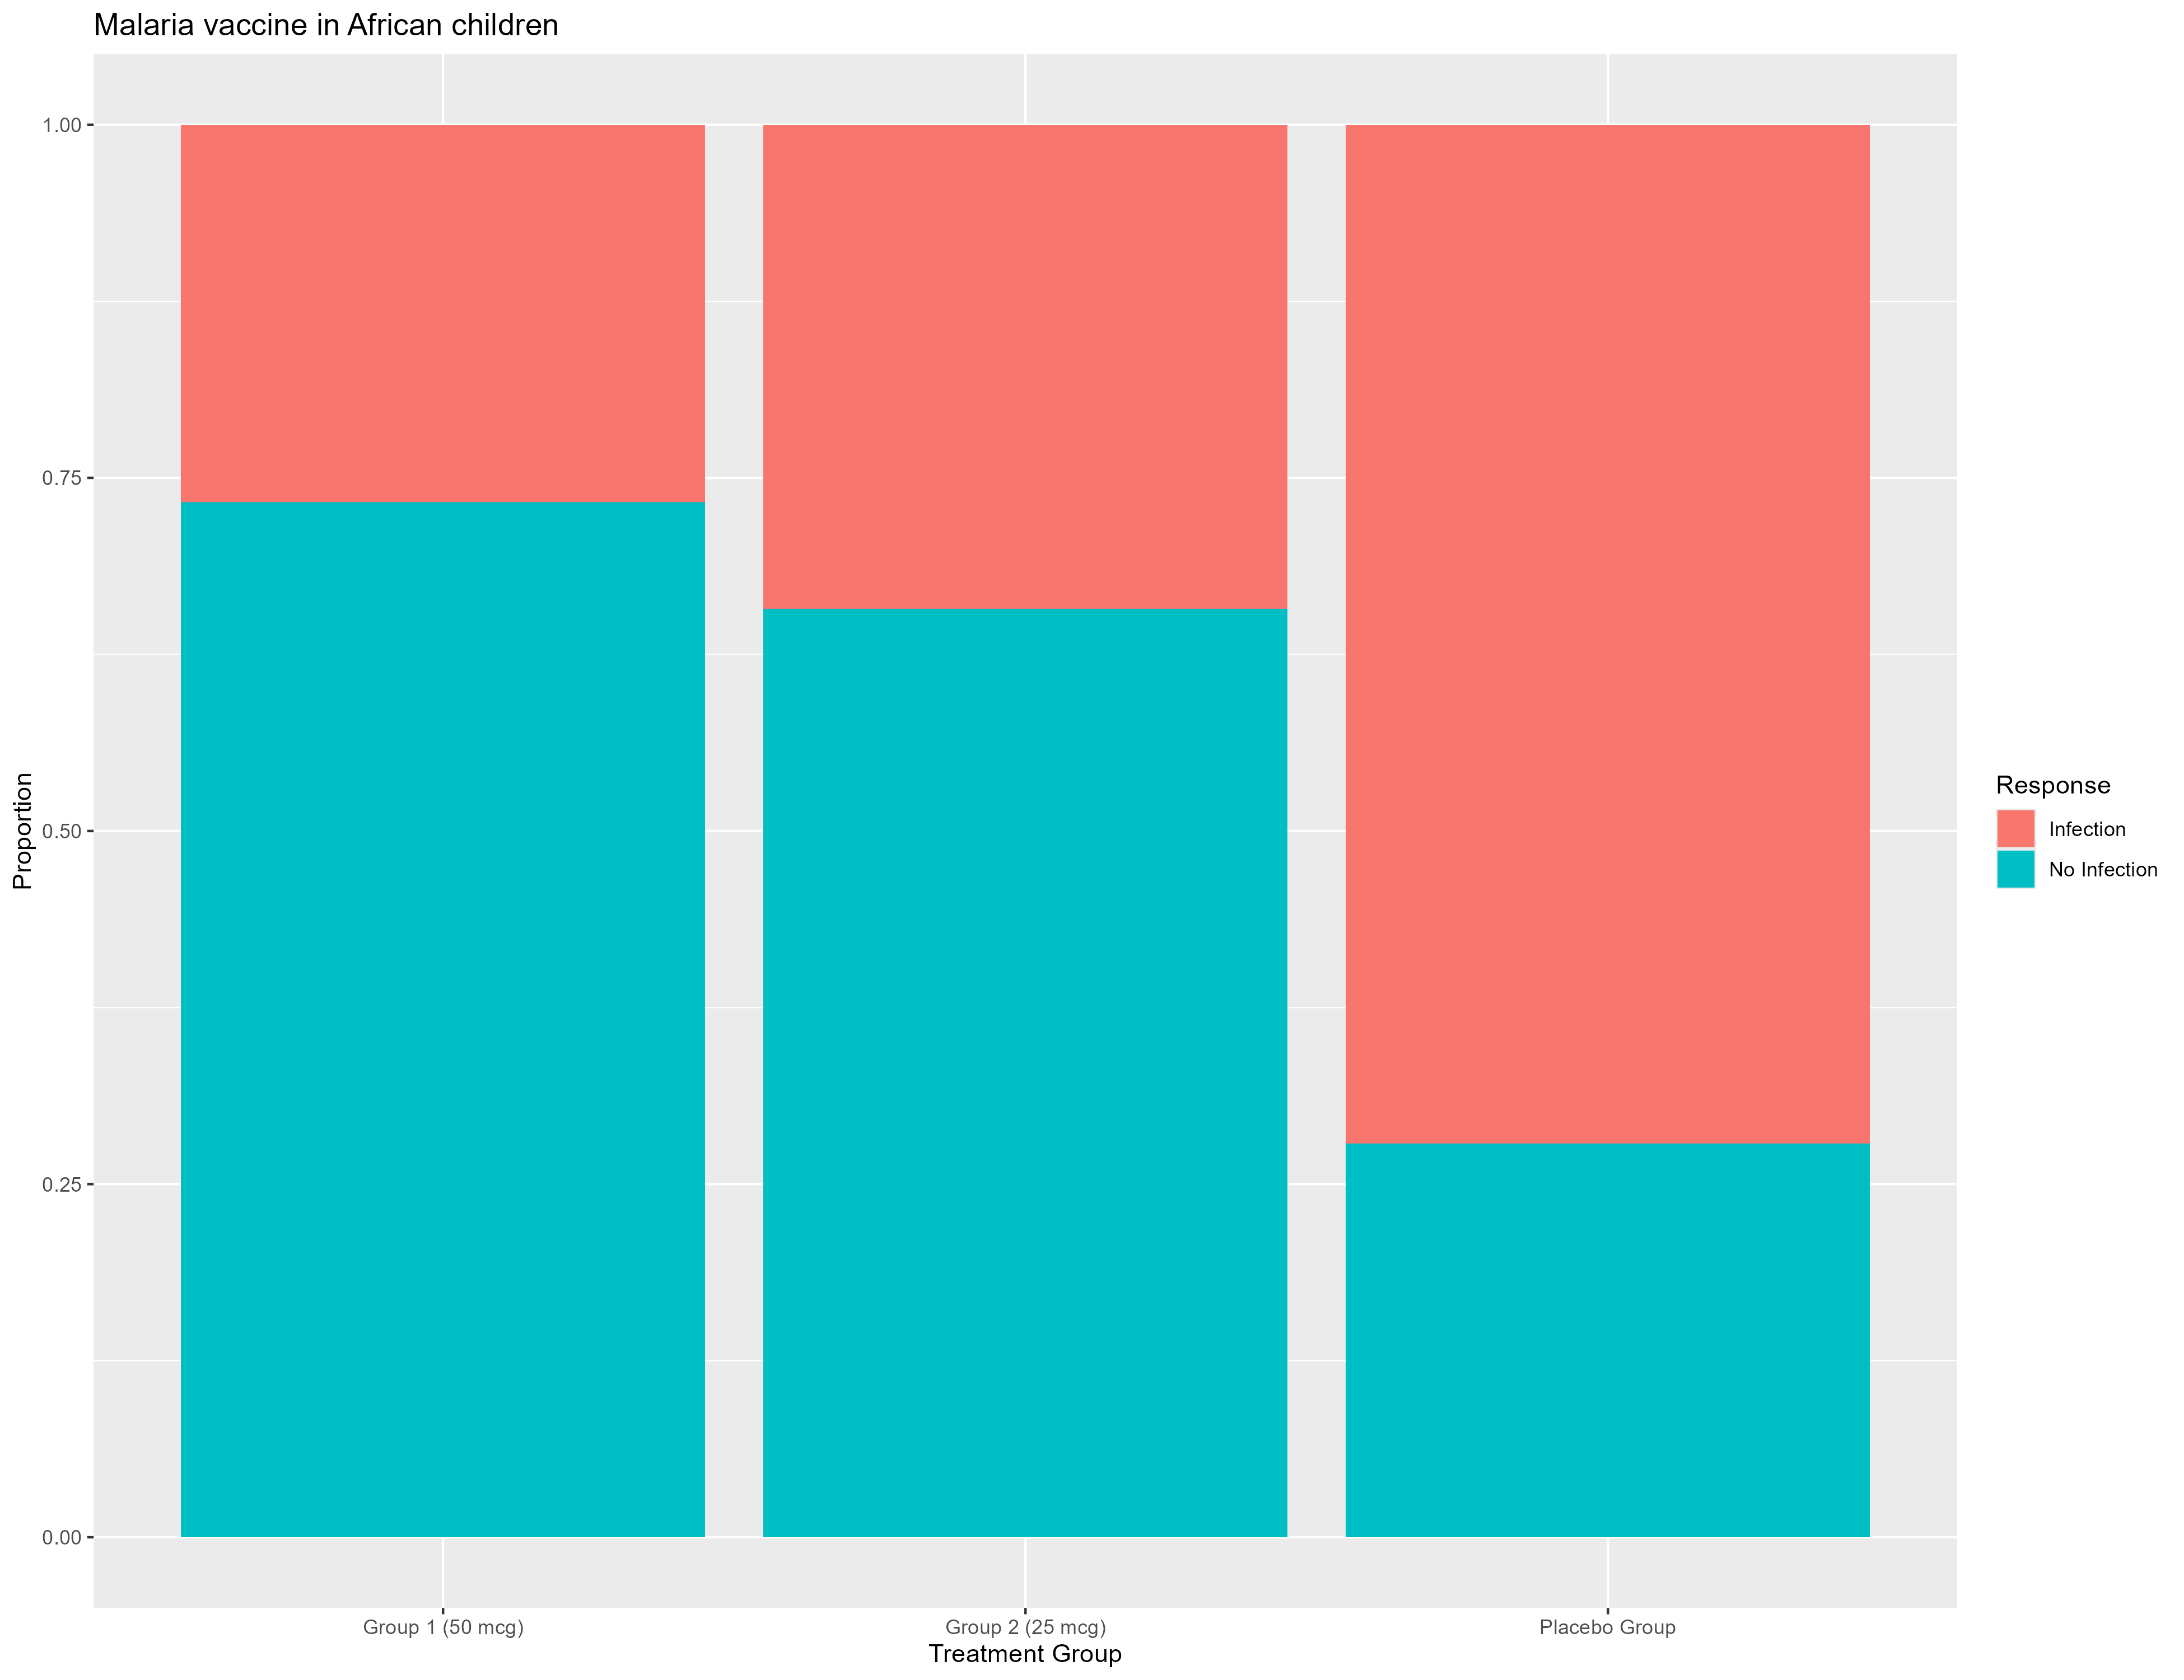 Malaria vaccine in African children
1.00
0.75
0.50
0.25
0.00
Proportion
Group 1 (50 mcg)
Group 2 (25 mcg)
Placebo Group
Treatment Group
Response
Infection
No Infection